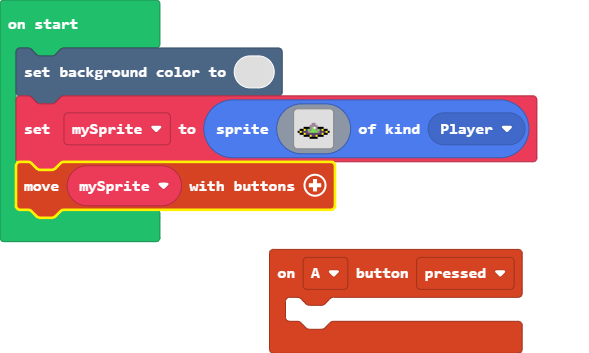 on start
set background color to
set mySprite to sprite of kind Player
move mySprite with buttons
on A button pressed